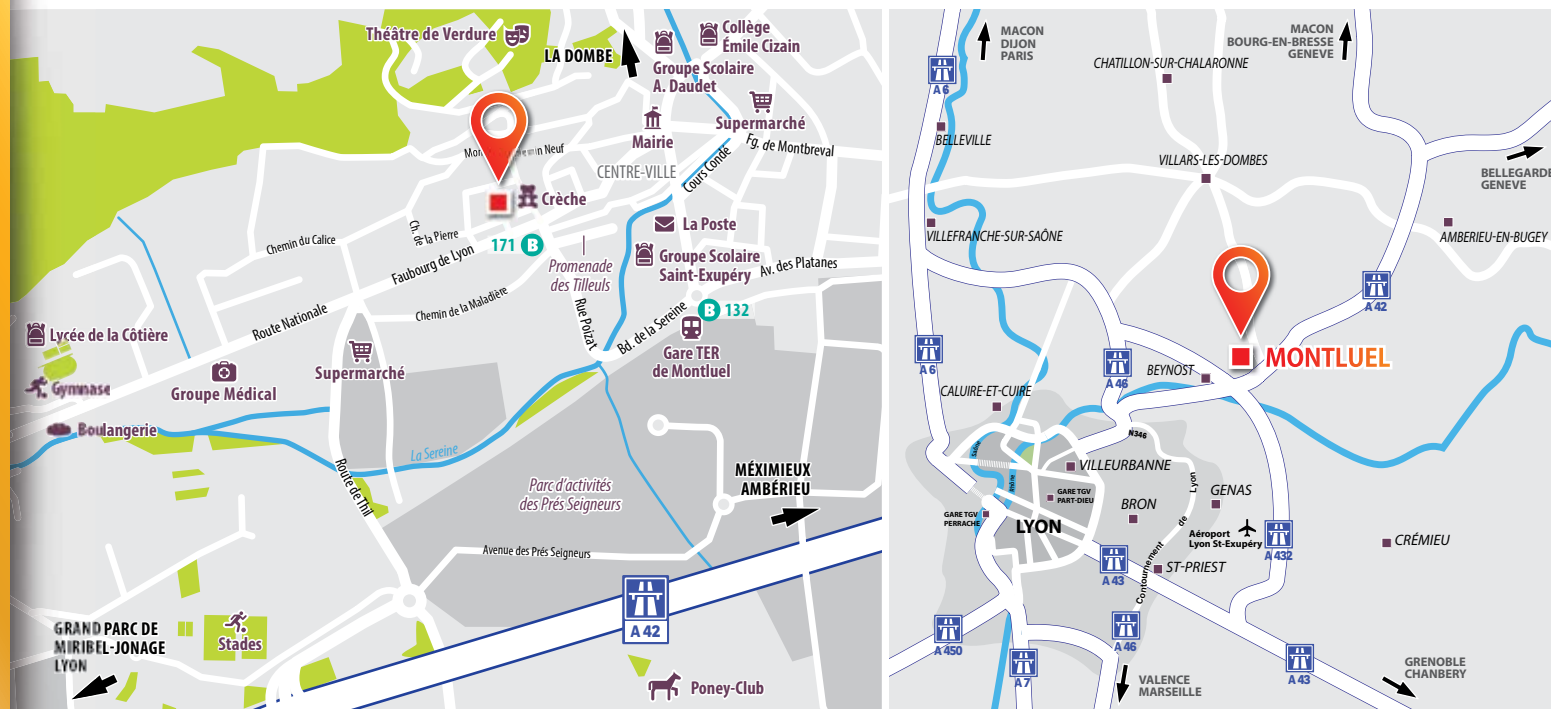 Théâtre de Verdure
LA DOMBE
Collège
Émile Cizain
Groupe Scolaire
A. Daudet
Supermarché
Mairie
Fg. de Montbreval
CENTRE-VILLE
Cours Condé
Crèche
La Poste
Ch. de la Pierre
Chemin du Calice
171 B
Faubourg de Lyon
Promenade
des Tilleuls
Groupe Scolaire
Saint-Exupéry
Av. des Platanes
Chemin de la Maladière
Rue Poizat
Bd. de la Sereine
B 132
Route Nationale
Lycée de la Côtière
Gare TER
de Montluel
Supermarché
Gymnase
Groupe Médical
Boulangerie
La Sereine
Route de Thil
Parc d'activités
des Prés Seigneurs
MÉXIMIEUX
AMBÉRIEU
Avenue des Prés Seigneurs
A 42
GRAND PARC DE
MIRIBEL-JONAGE
LYON
Stades
Poney-Club
MACON
DIJON
PARIS
MACON
BOURG-EN-BRESSE
GENEVE
CHATILLON-SUR-CHALARONNE
A 6
BELLEVILLE
VILLARS-LES-DOMBES
BELLEGARDE
GENEVE
VILLEFRANCHE-SUR-SAÔNE
AMBERIEU-EN-BUGEY
A 42
A 6
A 46
BEYNOST
MONTLUEL
CALUIRE-ET-CUIRE
N346
Saône
Rhône
VILLEURBANNE
GARE TGV
PART-DIEU
GARE TGV
PERRACHE
LYON
BRON
GENAS
Contournement de Lyon
Aéroport
Lyon St-Exupéry
A 432
CRÉMIEU
A 43
ST-PRIEST
A 450
A 46
A 7
A 43
VALENCE
MARSEILLE
GRENOBLE
CHANBERY